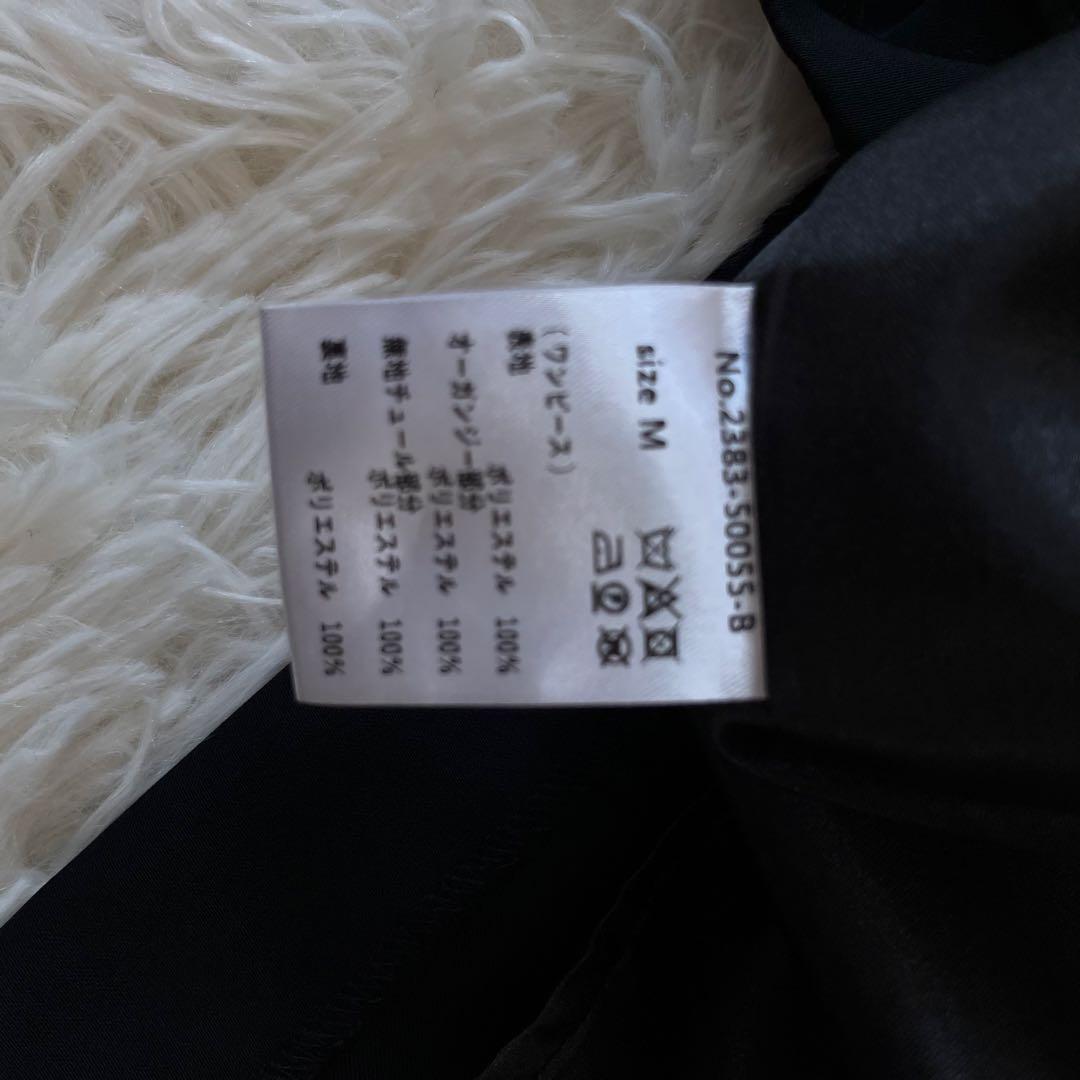 No.2383-50055-B
size M
(ワンピース)
表地
ポリエステル 100%
オーガンジー部分
ポリエステル 100%
無地チュール部分
ポリエステル 100%
裏地
ポリエステル 100%